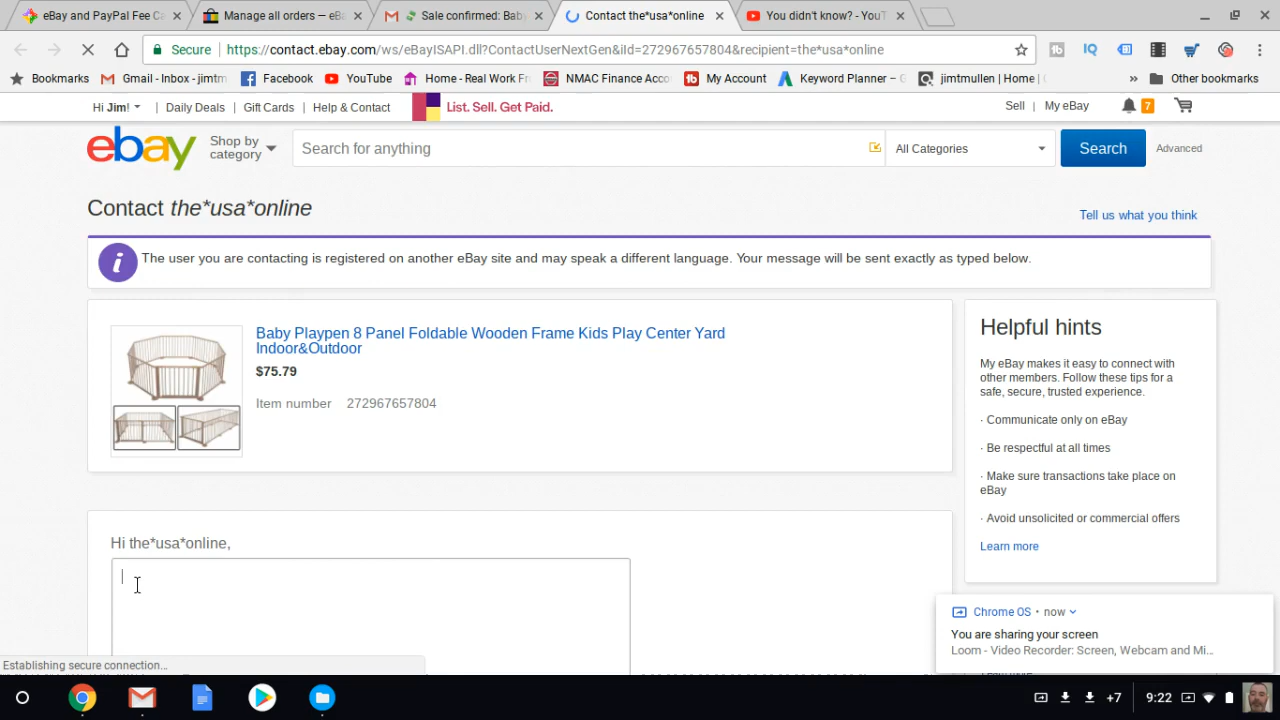 eBay and PayPal Fee Ca
Manage all orders — eBa
Sale confirmed: Baby
Contact the*usa*online
You didn't know? - YouT
Secure
https://contact.ebay.com/ws/eBayISAPI.dll?ContactUserNextGen&iId=272967657804&recipient=the*usa*online
Bookmarks
Gmail - Inbox - jimtm
Facebook
YouTube
Home - Real Work Fr
NMAC Finance Acco
My Account
Keyword Planner – G
jimtmullen | Home |
Other bookmarks
Hi Jim!
Daily Deals
Gift Cards
Help & Contact
List. Sell. Get Paid.
Sell
My eBay
7
ebay
Shop by category
Search for anything
All Categories
Search
Advanced
Contact the*usa*online
Tell us what you think
The user you are contacting is registered on another eBay site and may speak a different language. Your message will be sent exactly as typed below.
Baby Playpen 8 Panel Foldable Wooden Frame Kids Play Center Yard
Indoor&Outdoor
$75.79
Item number 272967657804
Helpful hints
My eBay makes it easy to connect with
other members. Follow these tips for a
safe, secure, trusted experience.
· Communicate only on eBay
· Be respectful at all times
· Make sure transactions take place on
eBay
· Avoid unsolicited or commercial offers
Learn more
Hi the*usa*online,
Chrome OS • now
You are sharing your screen
Loom - Video Recorder: Screen, Webcam and Mi...
Establishing secure connection...
+7
9:22